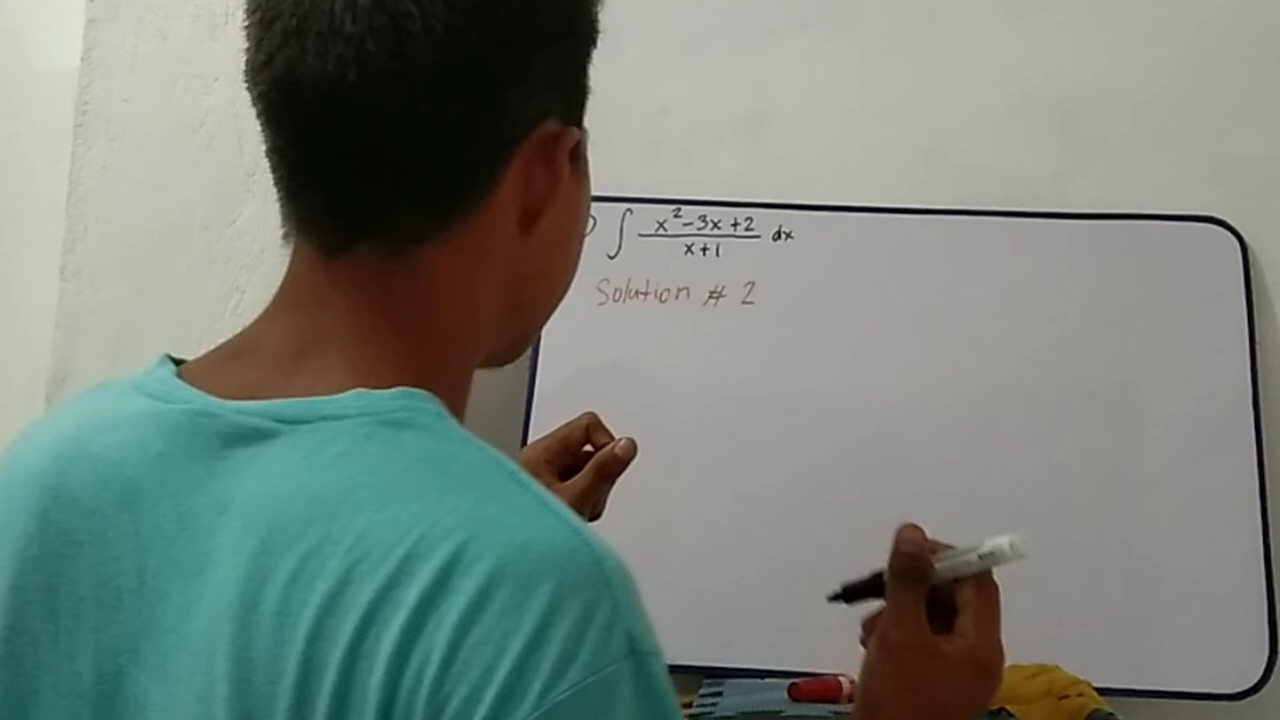 ) ∫ (x²-3x+2)/(x+1) dx
Solution # 2